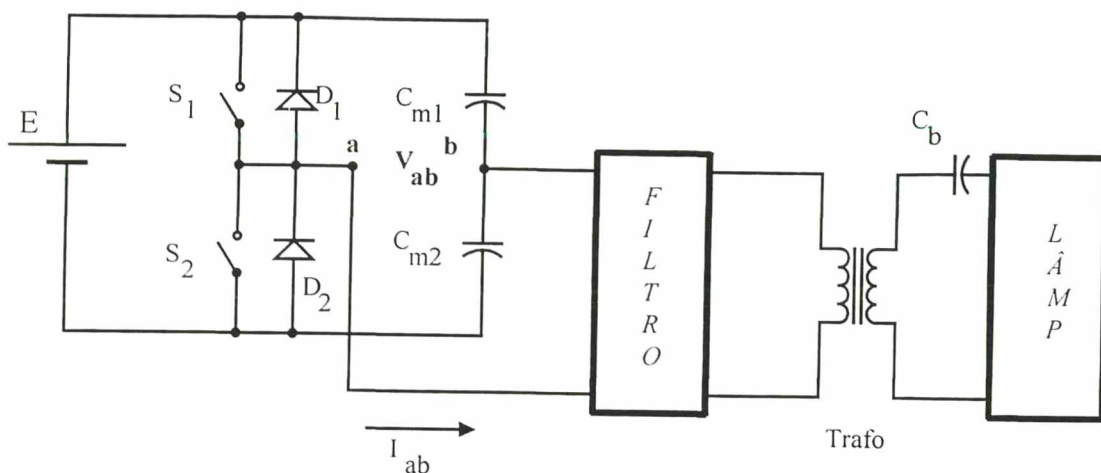 E
S1
D1
a
Cm1
b
Vab
S2
D2
Cm2
Iab
FILTRO
Trafo
Cb
LÂMP